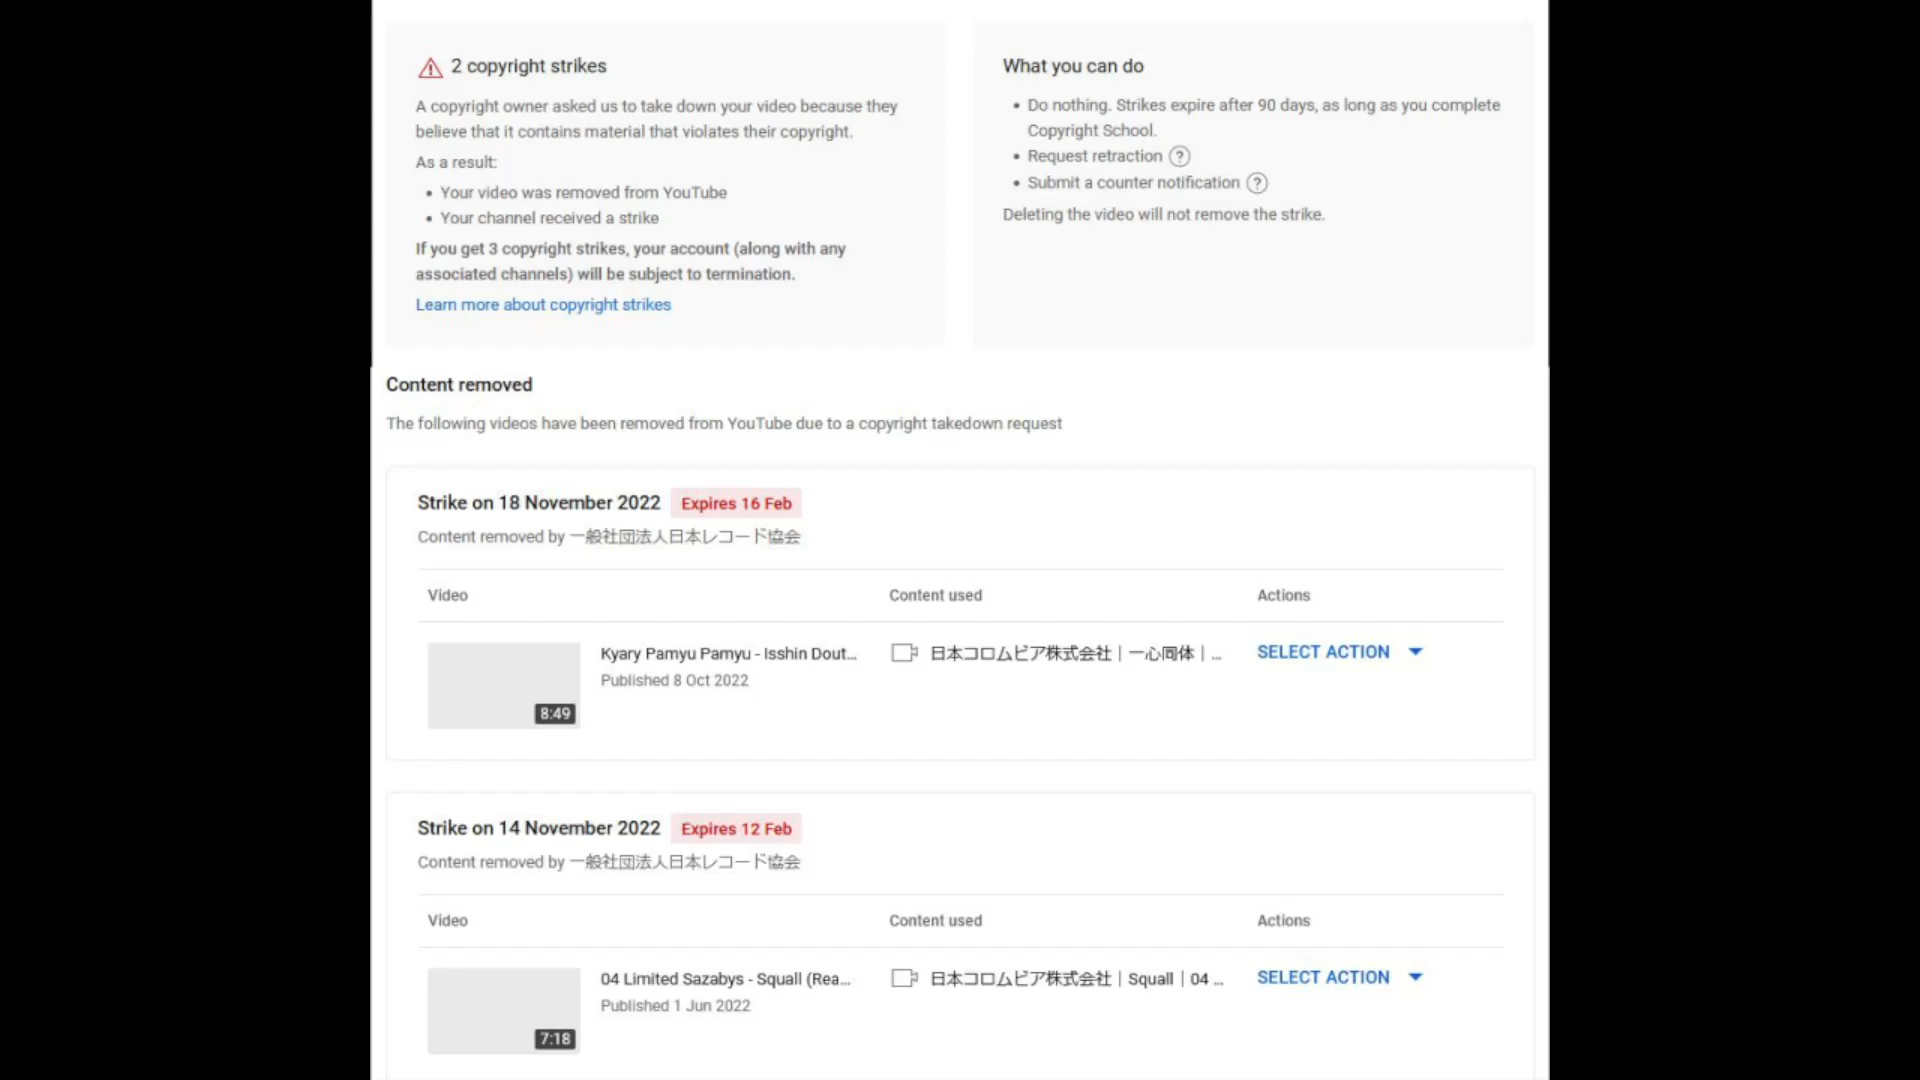 2 copyright strikes
A copyright owner asked us to take down your video because they
believe that it contains material that violates their copyright.
As a result:
• Your video was removed from YouTube
• Your channel received a strike
If you get 3 copyright strikes, your account (along with any
associated channels) will be subject to termination.
Learn more about copyright strikes
What you can do
• Do nothing. Strikes expire after 90 days, as long as you complete
Copyright School.
• Request retraction ?
• Submit a counter notification ?
Deleting the video will not remove the strike.
Content removed
The following videos have been removed from YouTube due to a copyright takedown request
Strike on 18 November 2022 Expires 16 Feb
Content removed by 一般社団法人日本レコード協会
Video Content used Actions
Kyary Pamyu Pamyu - Isshin Dout... 日本コロムビア株式会社 | 一心同体 | ... SELECT ACTION
Published 8 Oct 2022
8:49
Strike on 14 November 2022 Expires 12 Feb
Content removed by 一般社団法人日本レコード協会
Video Content used Actions
04 Limited Sazabys - Squall (Rea... 日本コロムビア株式会社 | Squall | 04 ... SELECT ACTION
Published 1 Jun 2022
7:18